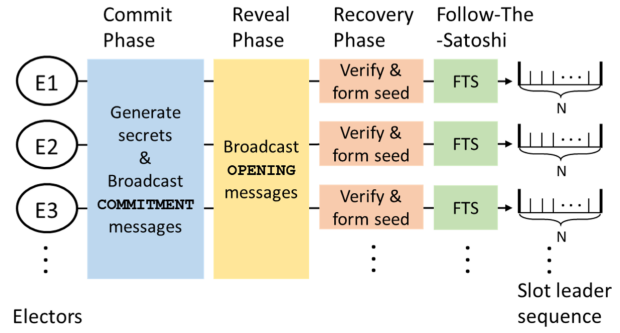 Commit
Phase
Reveal
Phase
Recovery
Phase
Follow-The
-Satoshi
E1
E2
E3
Generate
secrets
&
Broadcast
COMMITMENT
messages
Broadcast
OPENING
messages
Verify &
form seed
FTS
N
Verify &
form seed
FTS
N
Verify &
form seed
FTS
N
Electors
Slot leader
sequence